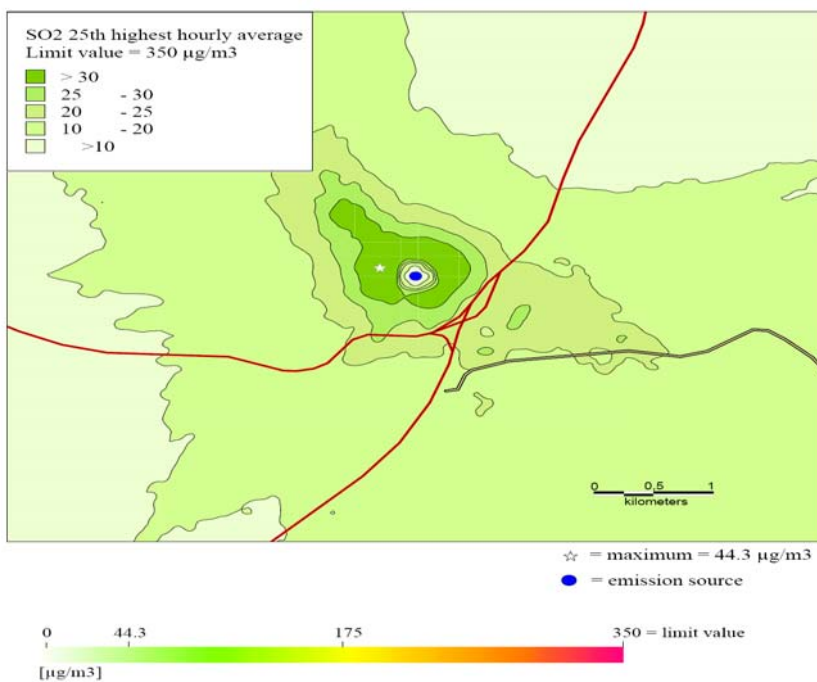 SO2 25th highest hourly average
Limit value = 350 µg/m3
> 30
25 - 30
20 - 25
10 - 20
>10
0 0,5 1
kilometers
☆ = maximum = 44.3 µg/m3
= emission source
0 44.3 175 350 = limit value
[µg/m3]